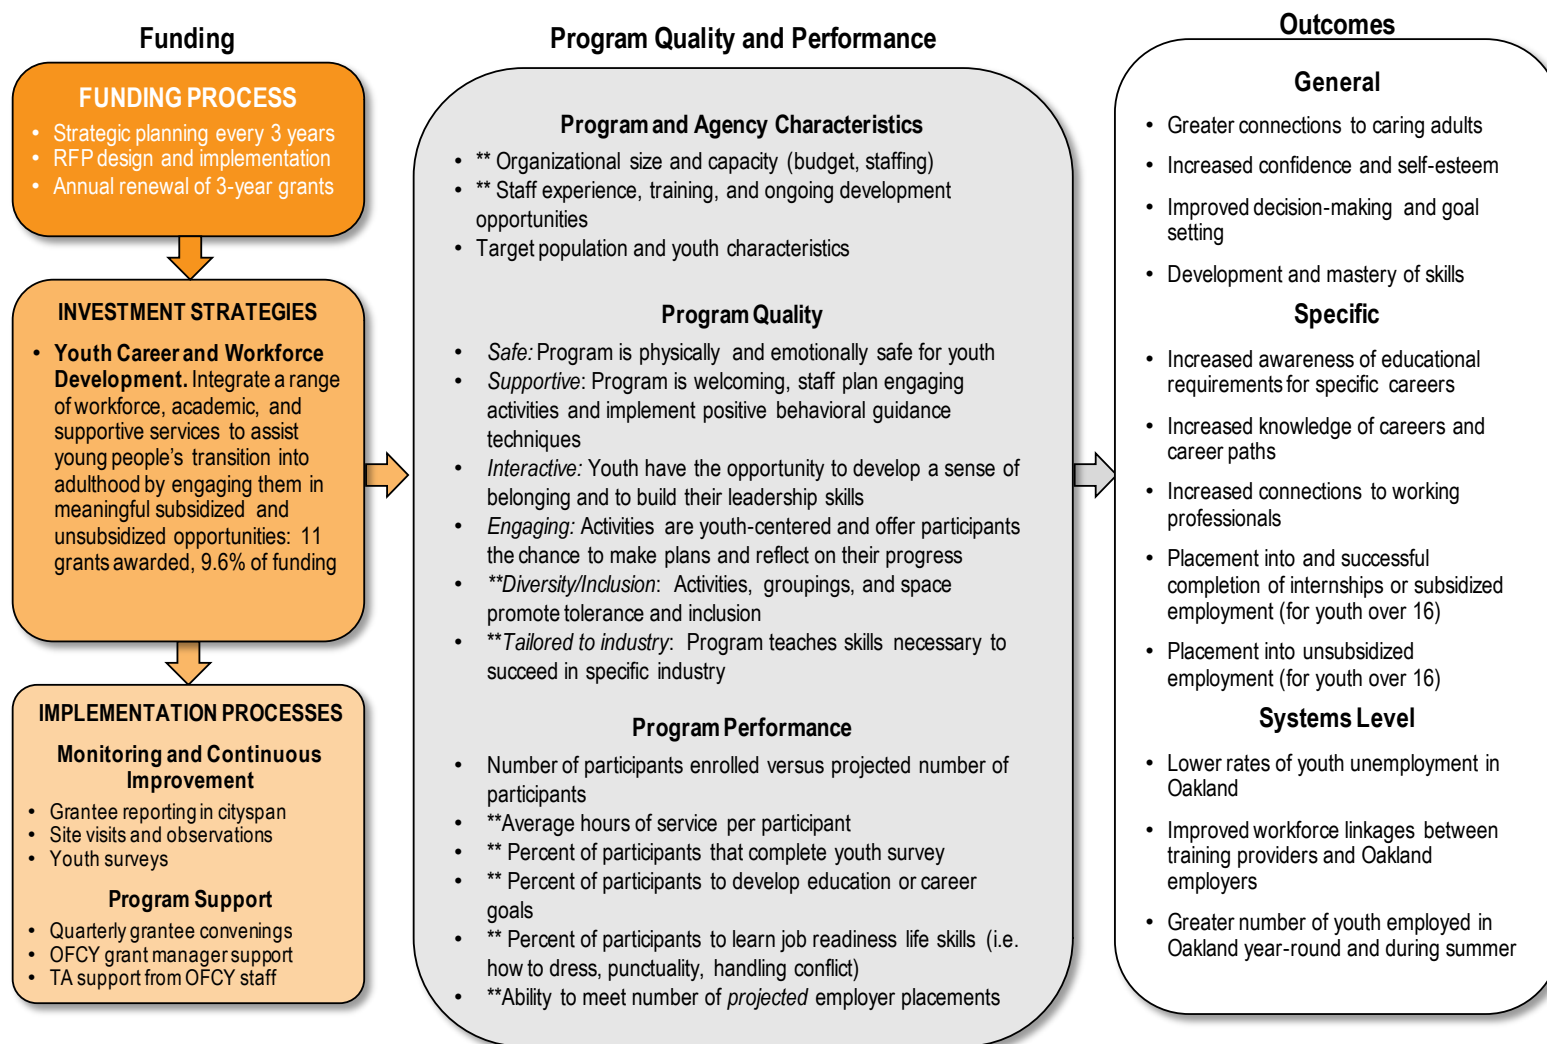 Funding
FUNDING PROCESS
• Strategic planning every 3 years
• RFP design and implementation
• Annual renewal of 3-year grants
INVESTMENT STRATEGIES
• Youth Career and Workforce
Development. Integrate a range
of workforce, academic, and
supportive services to assist
young people’s transition into
adulthood by engaging them in
meaningful subsidized and
unsubsidized opportunities: 11
grants awarded, 9.6% of funding
IMPLEMENTATION PROCESSES
Monitoring and Continuous
Improvement
• Grantee reporting in cityspan
• Site visits and observations
• Youth surveys
Program Support
• Quarterly grantee convenings
• OFCY grant manager support
• TA support from OFCY staff
Program Quality and Performance
Program and Agency Characteristics
• ** Organizational size and capacity (budget, staffing)
• ** Staff experience, training, and ongoing development
opportunities
• Target population and youth characteristics
Program Quality
• Safe: Program is physically and emotionally safe for youth
• Supportive: Program is welcoming, staff plan engaging
activities and implement positive behavioral guidance
techniques
• Interactive: Youth have the opportunity to develop a sense of
belonging and to build their leadership skills
• Engaging: Activities are youth-centered and offer participants
the chance to make plans and reflect on their progress
• **Diversity/Inclusion: Activities, groupings, and space
promote tolerance and inclusion
• **Tailored to industry: Program teaches skills necessary to
succeed in specific industry
Program Performance
• Number of participants enrolled versus projected number of
participants
• **Average hours of service per participant
• ** Percent of participants that complete youth survey
• ** Percent of participants to develop education or career
goals
• ** Percent of participants to learn job readiness life skills (i.e.
how to dress, punctuality, handling conflict)
• **Ability to meet number of projected employer placements
Outcomes
General
• Greater connections to caring adults
• Increased confidence and self-esteem
• Improved decision-making and goal
setting
• Development and mastery of skills
Specific
• Increased awareness of educational
requirements for specific careers
• Increased knowledge of careers and
career paths
• Increased connections to working
professionals
• Placement into and successful
completion of internships or subsidized
employment (for youth over 16)
• Placement into unsubsidized
employment (for youth over 16)
Systems Level
• Lower rates of youth unemployment in
Oakland
• Improved workforce linkages between
training providers and Oakland
employers
• Greater number of youth employed in
Oakland year-round and during summer